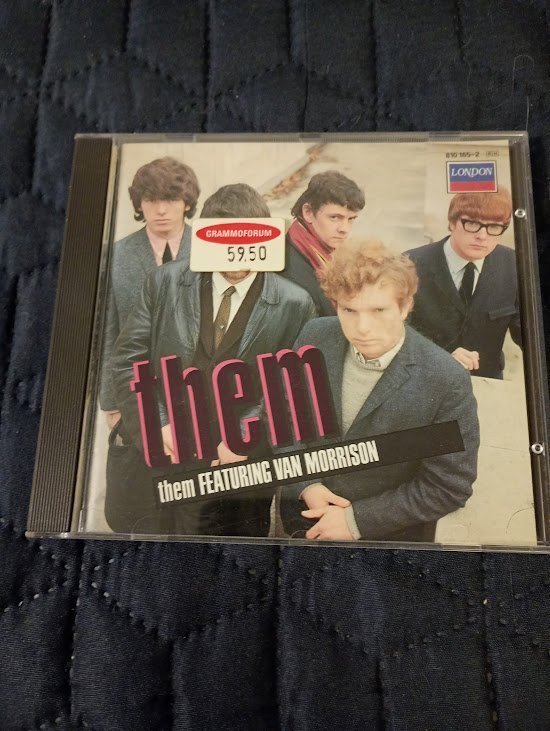 810 165-2
LONDON
GRAMMOFORUM
59.50
them
them FEATURING VAN MORRISON